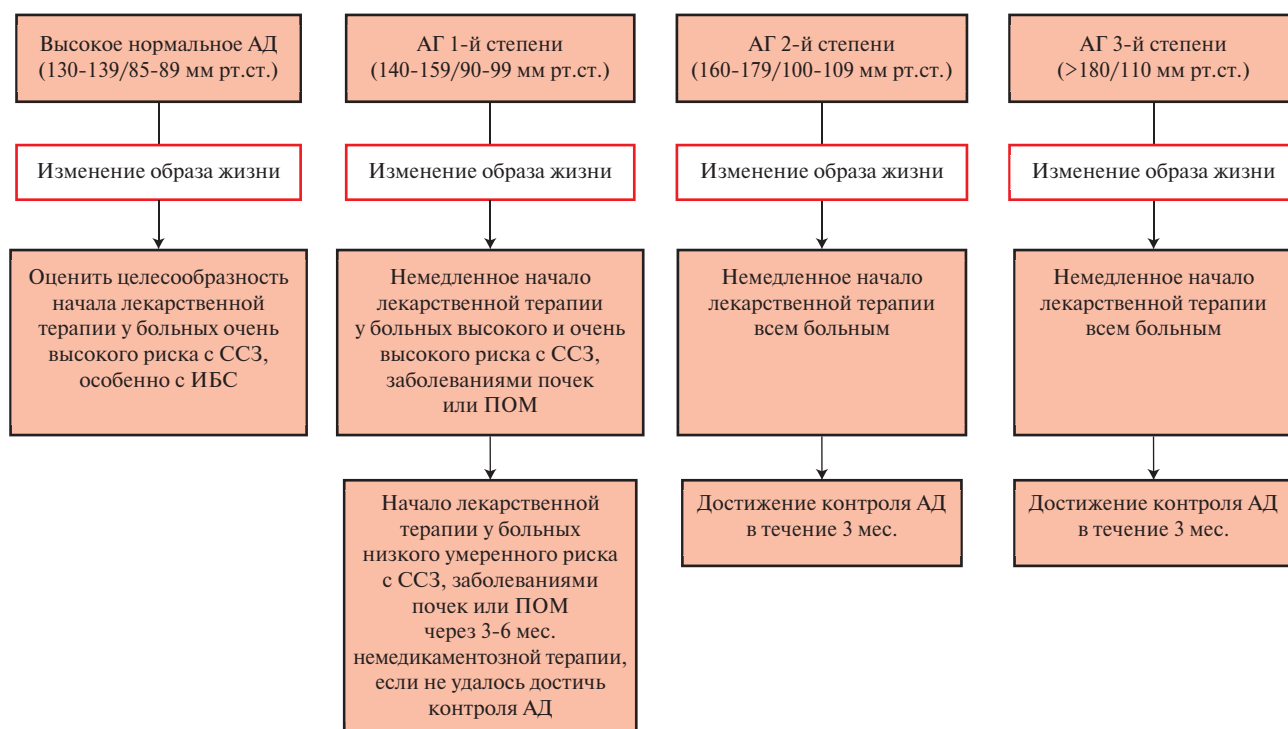 Высокое нормальное АД
(130-139/85-89 мм рт.ст.)
Изменение образа жизни
Оценить целесообразность
начала лекарственной
терапии у больных очень
высокого риска с ССЗ,
особенно с ИБС
АГ 1-й степени
(140-159/90-99 мм рт.ст.)
Изменение образа жизни
Немедленное начало
лекарственной терапии
у больных высокого и очень
высокого риска с ССЗ,
заболеваниями почек
или ПОМ
Начало лекарственной
терапии у больных
низкого умеренного риска
с ССЗ, заболеваниями
почек или ПОМ
через 3-6 мес.
немедикаментозной терапии,
если не удалось достичь
контроля АД
АГ 2-й степени
(160-179/100-109 мм рт.ст.)
Изменение образа жизни
Немедленное начало
лекарственной терапии
всем больным
Достижение контроля АД
в течение 3 мес.
АГ 3-й степени
(>180/110 мм рт.ст.)
Изменение образа жизни
Немедленное начало
лекарственной терапии
всем больным
Достижение контроля АД
в течение 3 мес.